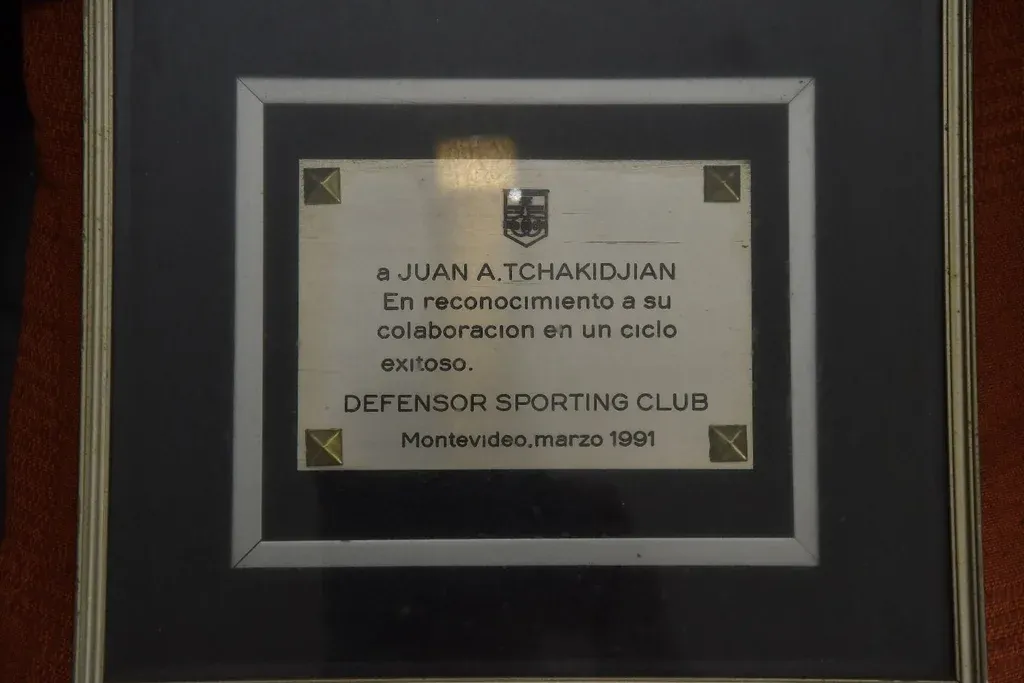 a JUAN A. TCHAKIDJIAN
En reconocimiento a su
colaboracion en un ciclo
exitoso.
DEFENSOR SPORTING CLUB
Montevideo, marzo 1991